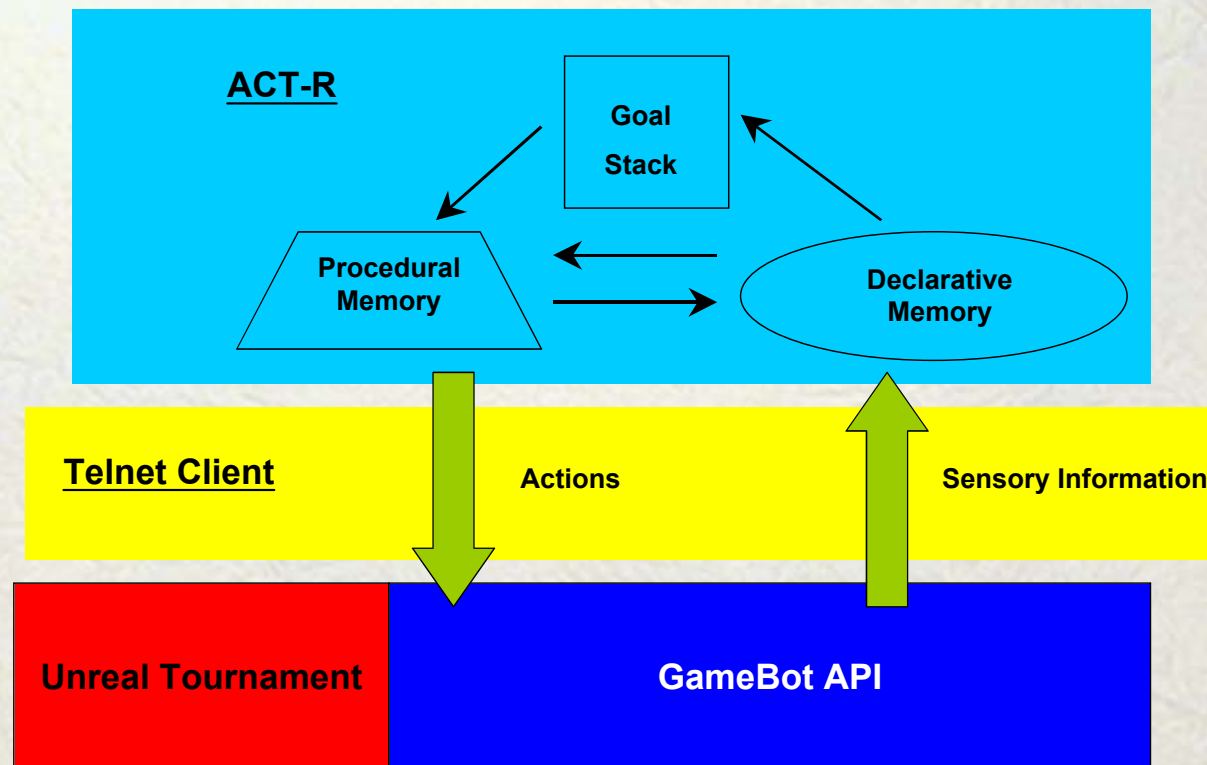 ACT-R
Goal
Stack
Procedural
Memory
Declarative
Memory
Telnet Client
Actions
Sensory Information
Unreal Tournament
GameBot API